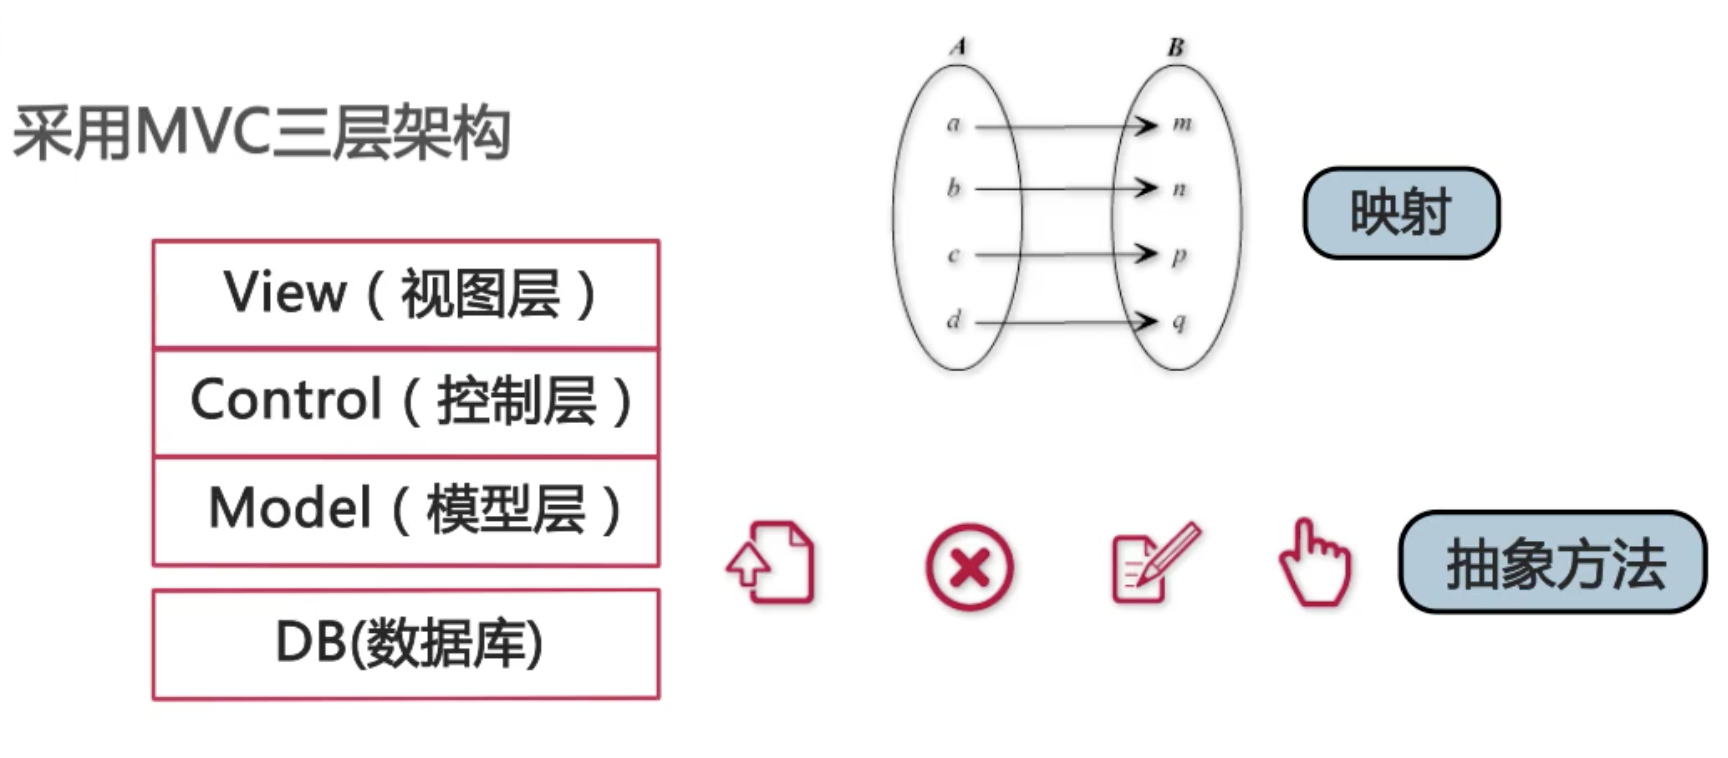 采用MVC三层架构
View（视图层）
Control（控制层）
Model（模型层）
DB(数据库)
A B
a m
b n
c p
d q
映射
抽象方法